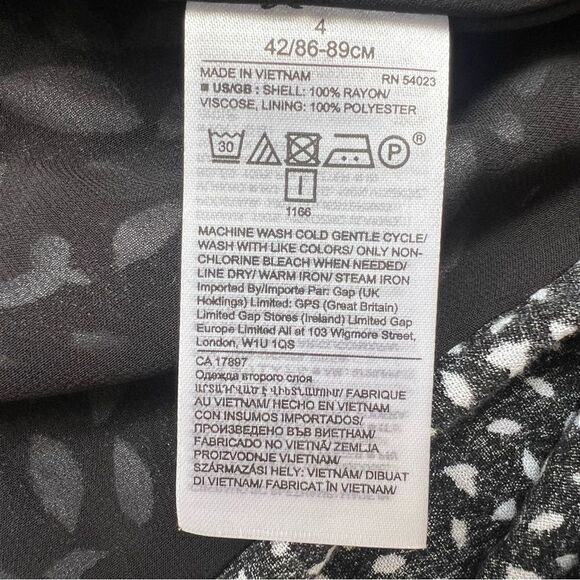 4
42/86-89CM
MADE IN VIETNAM RN 54023
■ US/GB : SHELL: 100% RAYON/
VISCOSE, LINING: 100% POLYESTER
30 P ®
1166
MACHINE WASH COLD GENTLE CYCLE/
WASH WITH LIKE COLORS/ ONLY NON-
CHLORINE BLEACH WHEN NEEDED/
LINE DRY/ WARM IRON/ STEAM IRON
Imported By/Importe Par: Gap (UK
Holdings) Limited: GPS (Great Britain)
Limited Gap Stores (Ireland) Limited Gap
Europe Limited All at 103 Wigmore Street,
London, W1U 1QS
CA 17897
Одежда второго слоя
ԱՐՏԱԴՐՎԱԾ Է ՎԻԵՏՆԱՄՈՒՄ/ FABRIQUE
AU VIETNAM/ HECHO EN VIETNAM
CON INSUMOS IMPORTADOS/
ПРОИЗВЕДЕНО ВЪВ ВИЕТНАМ/
FABRICADO NO VIETNÃ/ ZEMLJA
PROIZVODNJE VIJETNAM/
SZÁRMAZÁSI HELY: VIETNÁM/ DIBUAT
DI VIETNAM/ FABRICAT ÎN VIETNAM/